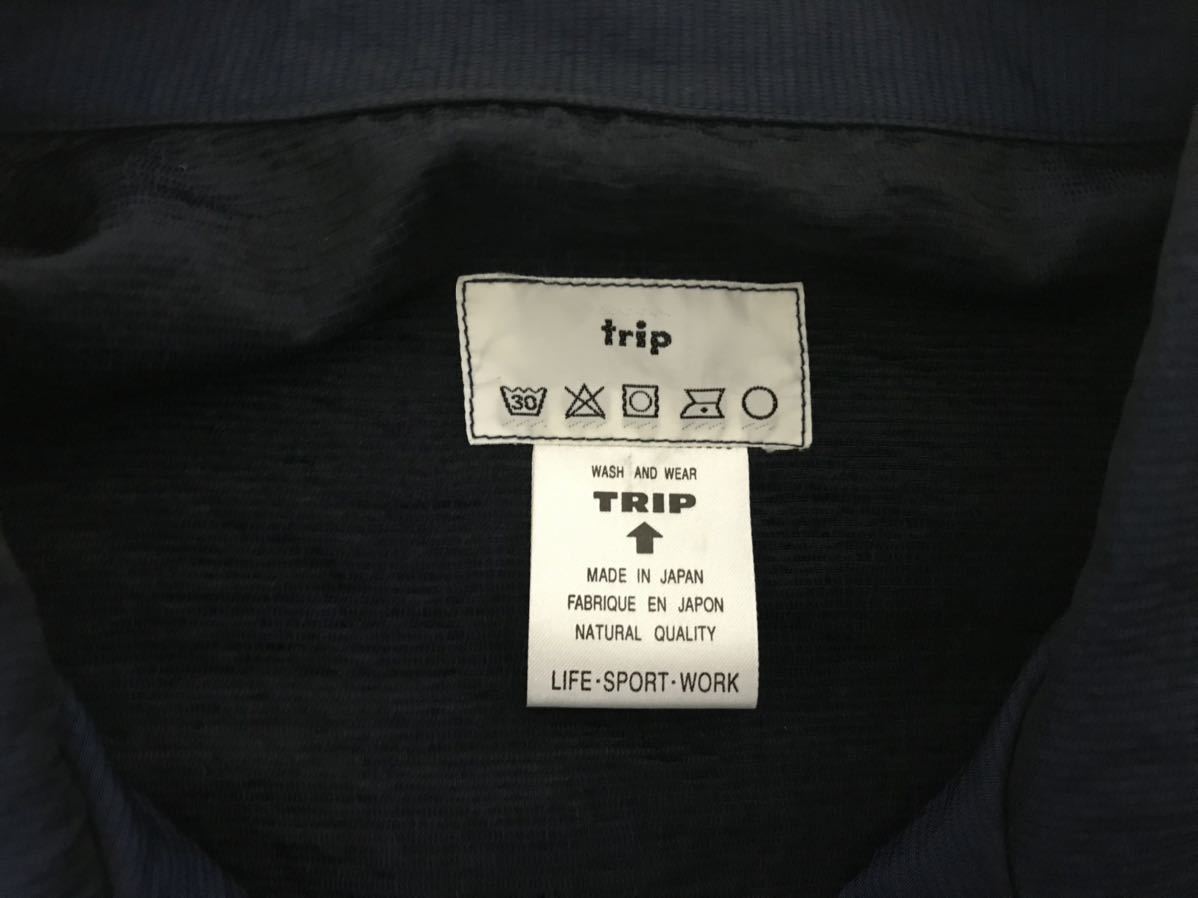 trip
30
WASH AND WEAR
TRIP
MADE IN JAPAN
FABRIQUE EN JAPON
NATURAL QUALITY
LIFE·SPORT·WORK